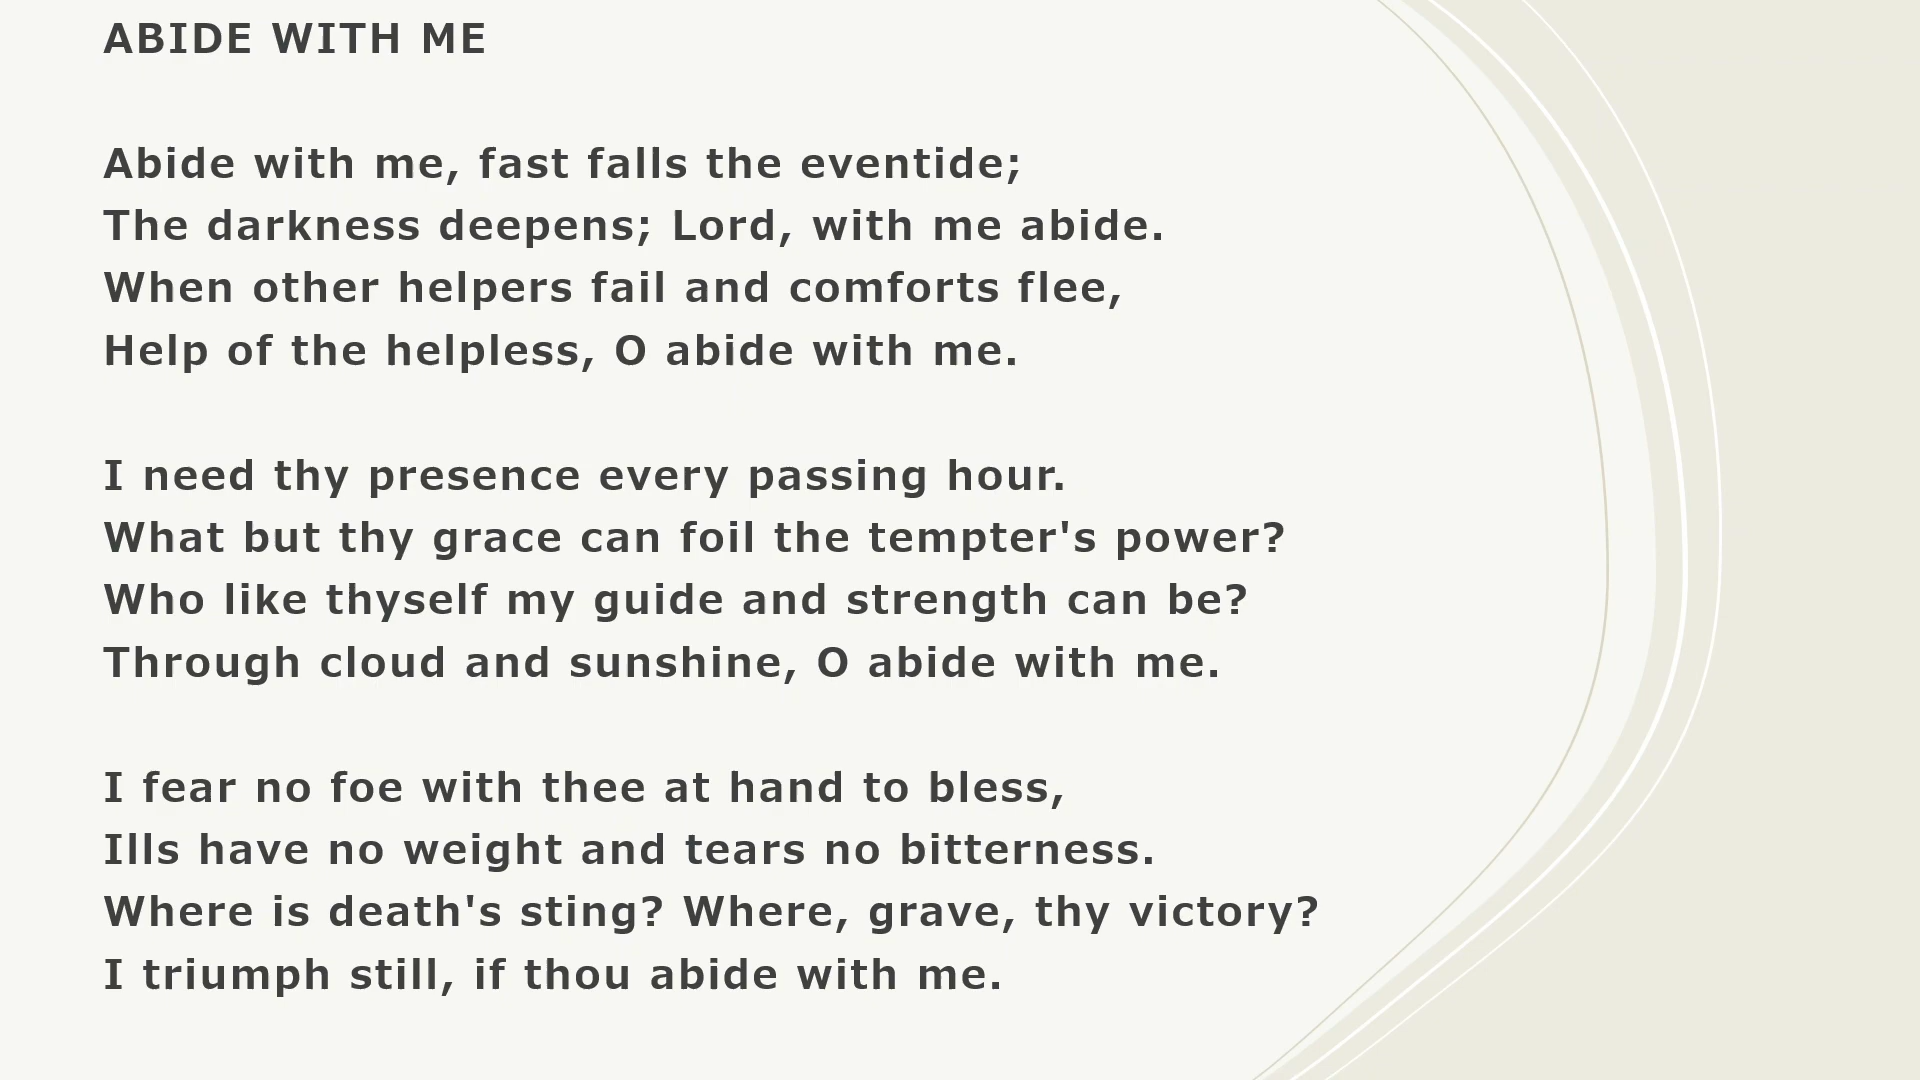 ABIDE WITH ME
Abide with me, fast falls the eventide;
The darkness deepens; Lord, with me abide.
When other helpers fail and comforts flee,
Help of the helpless, O abide with me.
I need thy presence every passing hour.
What but thy grace can foil the tempter's power?
Who like thyself my guide and strength can be?
Through cloud and sunshine, O abide with me.
I fear no foe with thee at hand to bless,
Ills have no weight and tears no bitterness.
Where is death's sting? Where, grave, thy victory?
I triumph still, if thou abide with me.